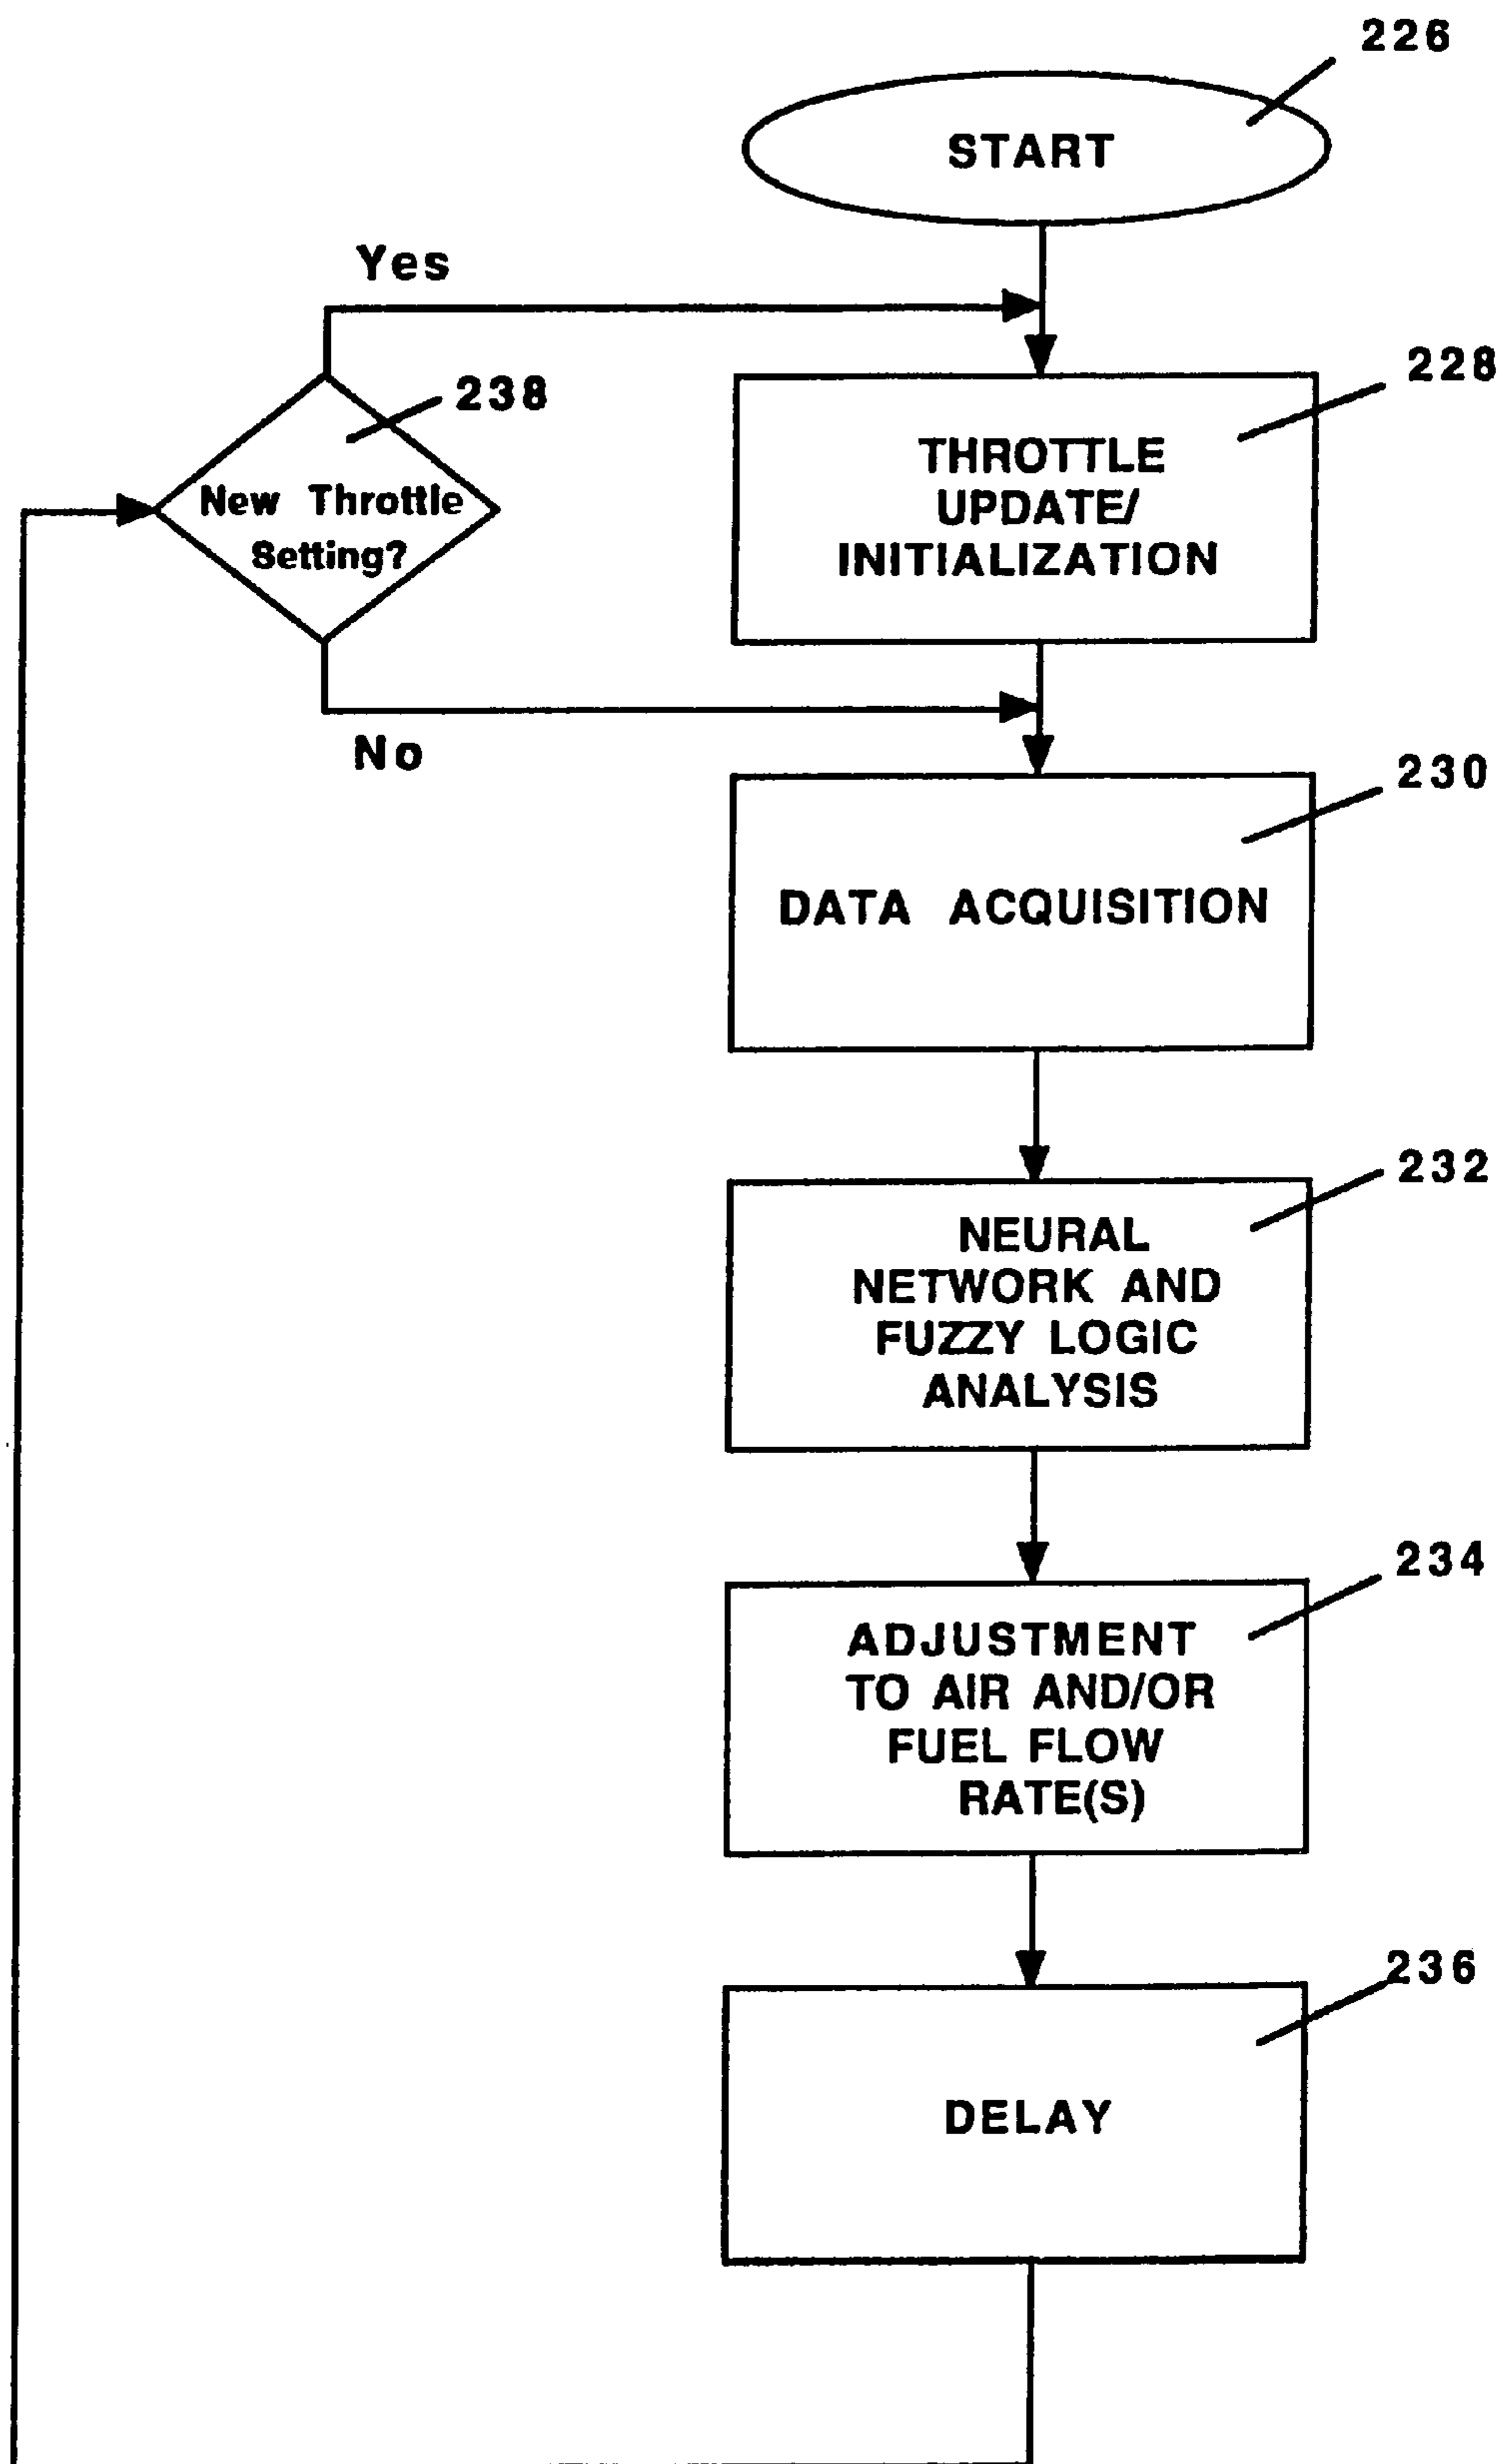 226
START
Yes
238
228
New Throttle
Setting?
THROTTLE
UPDATE/
INITIALIZATION
No
230
DATA ACQUISITION
232
NEURAL
NETWORK AND
FUZZY LOGIC
ANALYSIS
234
ADJUSTMENT
TO AIR AND/OR
FUEL FLOW
RATE(S)
236
DELAY